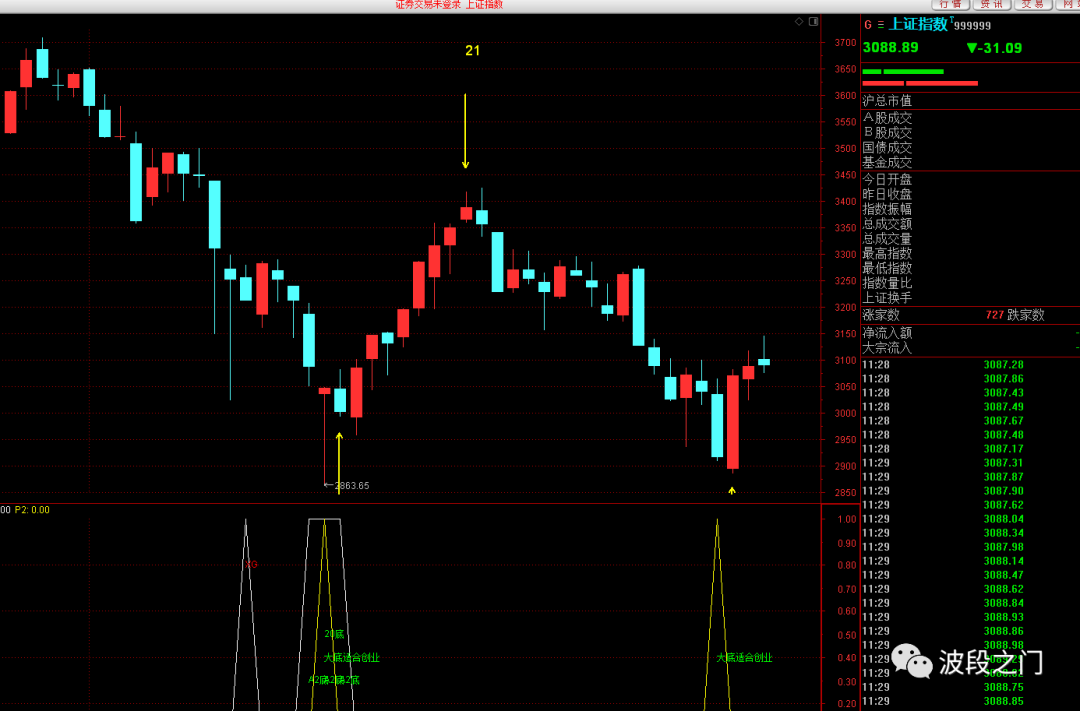 证券交易未登录 上证指数
行情 资讯 交易
G 上证指数 999999
3088.89 ▼-31.09
沪总市值
A股成交
B股成交
国债成交
基金成交
今日开盘
昨日收盘
指数振幅
总成交额
总成交量
最高指数
最低指数
指数量比
上证换手
涨家数 727 跌家数
净流入额
大宗流入
11:28 3087.28
11:28 3087.86
11:28 3087.43
11:28 3087.49
11:28 3087.67
11:28 3087.48
11:28 3087.17
11:29 3087.31
11:29 3087.87
11:29 3087.90
11:29 3087.62
11:29 3088.04
11:29 3088.34
11:29 3087.98
11:29 3088.14
11:29 3088.47
11:29 3088.62
11:29 3088.84
11:29 3088.93
11:29 3088.86
11:29 3088.98
11:29
11:29
11:29 3088.75
11:29 3088.85
21
3700
3650
3600
3550
3500
3450
3400
3350
3300
3250
3200
3150
3100
3050
3000
2950
2900
2850
←2863.65
00 P2: 0.00
1.00
0.90
0.80
0.70
0.60
0.50
0.40
0.30
0.20
20底
大底适合创业
大底适合创业
波段之门